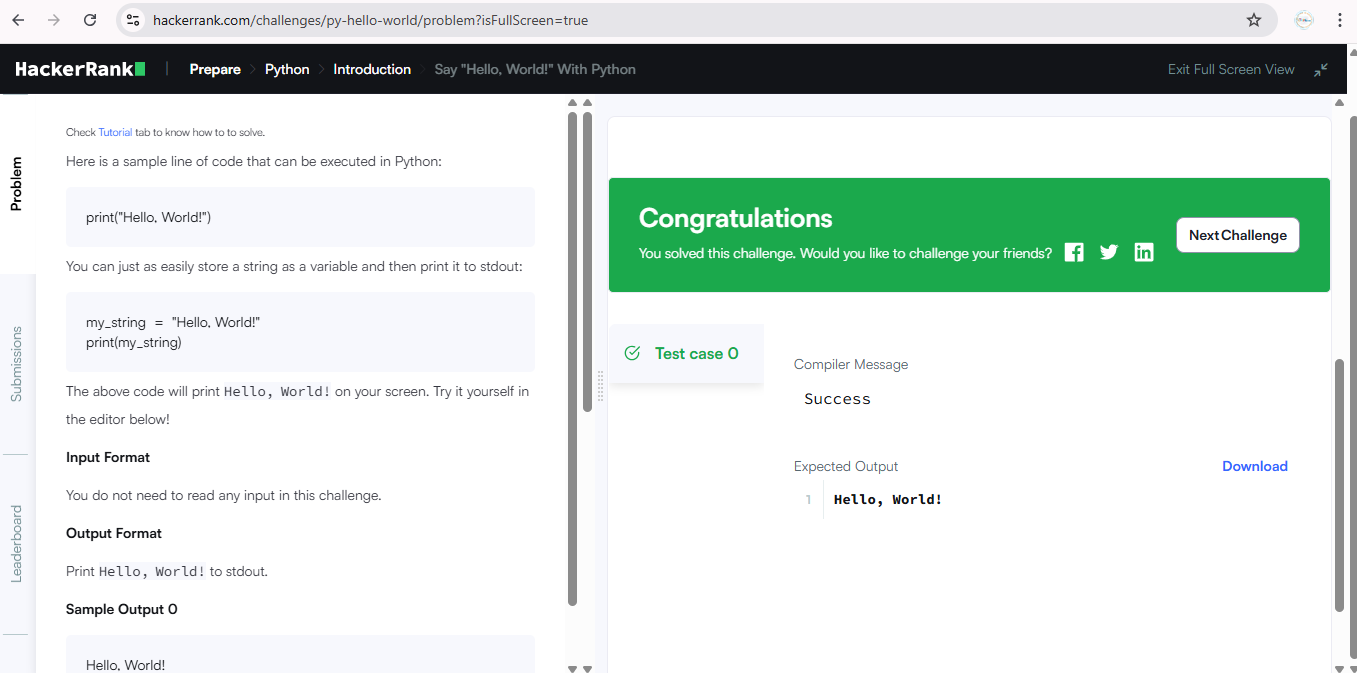 hackerrank.com/challenges/py-hello-world/problem?isFullScreen=true
HackerRank | Prepare > Python > Introduction > Say "Hello, World!" With Python
Exit Full Screen View
Problem
Submissions
Leaderboard
Check Tutorial tab to know how to to solve.
Here is a sample line of code that can be executed in Python:
print("Hello, World!")
You can just as easily store a string as a variable and then print it to stdout:
my_string = "Hello, World!"
print(my_string)
The above code will print Hello, World! on your screen. Try it yourself in
the editor below!
Input Format
You do not need to read any input in this challenge.
Output Format
Print Hello, World! to stdout.
Sample Output 0
Hello, World!
Congratulations
You solved this challenge. Would you like to challenge your friends?
Next Challenge
Test case 0
Compiler Message
Success
Expected Output
Download
1 Hello, World!